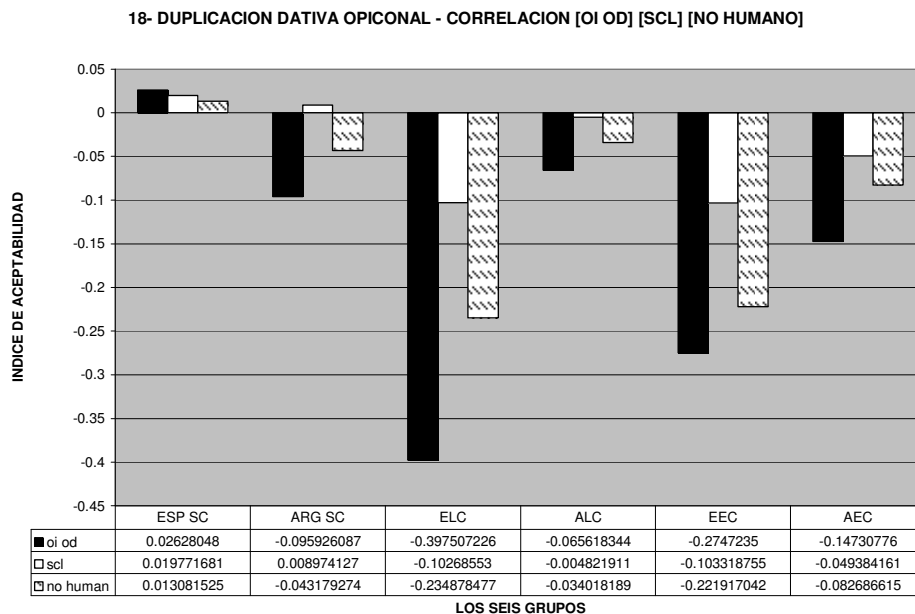 18- DUPLICACION DATIVA OPICONAL - CORRELACION [OI OD] [SCL] [NO HUMANO]
INDICE DE ACEPTABILIDAD
0.05
0
-0.05
-0.1
-0.15
-0.2
-0.25
-0.3
-0.35
-0.4
-0.45
ESP SC ARG SC ELC ALC EEC AEC
oi od 0.02628048 -0.095926087 -0.397507226 -0.065618344 -0.2747235 -0.14730776
scl 0.019771681 0.008974127 -0.10268553 -0.004821911 -0.103318755 -0.049384161
no human 0.013081525 -0.043179274 -0.234878477 -0.034018189 -0.221917042 -0.082686615
LOS SEIS GRUPOS